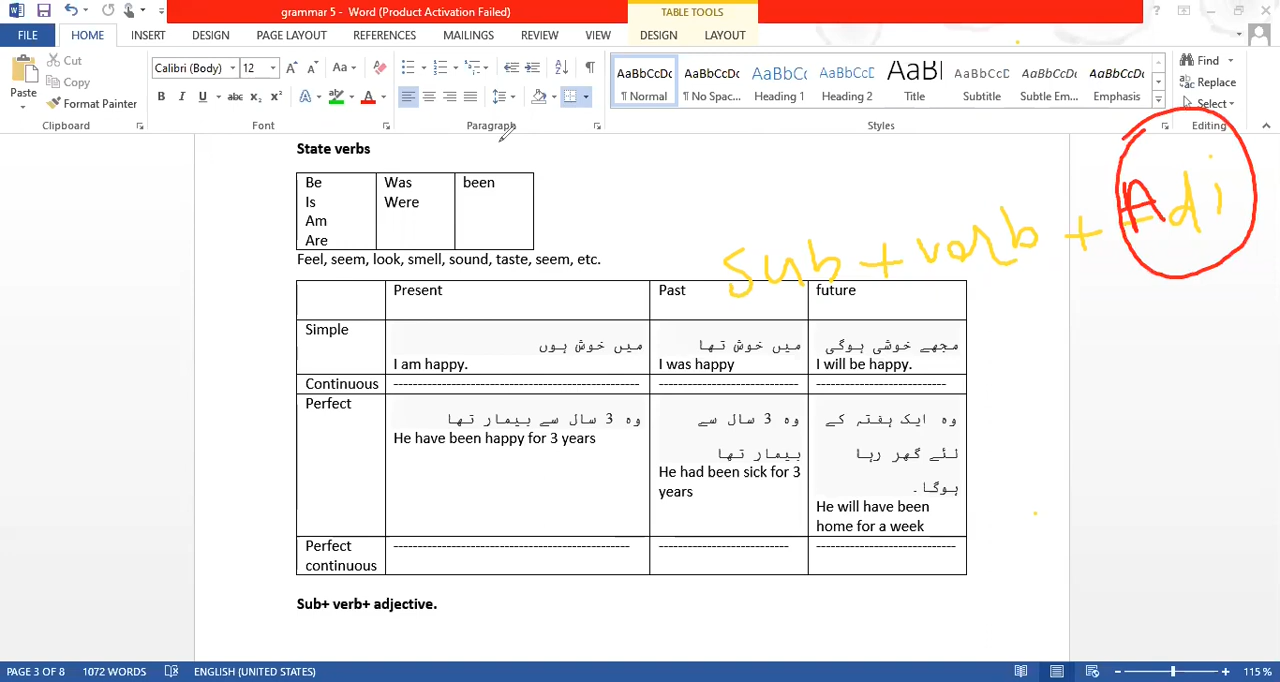 grammar 5 - Word (Product Activation Failed)
TABLE TOOLS
FILE HOME INSERT DESIGN PAGE LAYOUT REFERENCES MAILINGS REVIEW VIEW DESIGN LAYOUT
Paste
Cut
Copy
Format Painter
Clipboard
Calibri (Body) 12
Font
Paragraph
AaBbCcDc AaBbCcDc AaBbCc AaBbCcC AaBl AaBbCcD AaBbCcDc AaBbCcDc
¶ Normal ¶ No Spac... Heading 1 Heading 2 Title Subtitle Subtle Em... Emphasis
Styles
Find
Replace
Select
Editing
State verbs
Be Was been
Is Were
Am
Are
Feel, seem, look, smell, sound, taste, seem, etc.
Sub + verb + Adj
Present Past future
Simple
میں خوش ہوں
I am happy.
میں خوش تھا
I was happy
مجھے خوشی ہوگی
I will be happy.
Continuous
Perfect
وہ 3 سال سے بیمار تھا
He have been happy for 3 years
وہ 3 سال سے
بیمار تھا
He had been sick for 3
years
وہ ایک ہفتہ کے
لئے گھر رہا
ہوگا۔
He will have been
home for a week
Perfect
continuous
Sub+ verb+ adjective.
PAGE 3 OF 8 1072 WORDS ENGLISH (UNITED STATES) 115 %